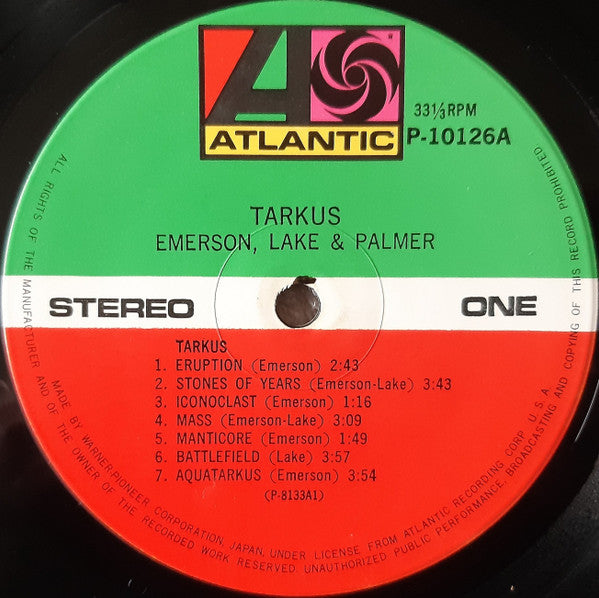 ATLANTIC
33⅓RPM
P-10126A
TARKUS
EMERSON, LAKE & PALMER
STEREO
ONE
TARKUS
1. ERUPTION (Emerson) 2:43
2. STONES OF YEARS (Emerson-Lake) 3:43
3. ICONOCLAST (Emerson) 1:16
4. MASS (Emerson-Lake) 3:09
5. MANTICORE (Emerson) 1:49
6. BATTLEFIELD (Lake) 3:57
7. AQUATARKUS (Emerson) 3:54
(P-8133A1)
MADE BY WARNER-PIONEER CORPORATION, JAPAN, UNDER LICENSE FROM ATLANTIC RECORDING CORP. U.S.A.
ALL RIGHTS OF THE MANUFACTURER AND OF THE OWNER OF THE RECORDED WORK RESERVED. UNAUTHORIZED PUBLIC PERFORMANCE, BROADCASTING AND COPYING OF THIS RECORD PROHIBITED